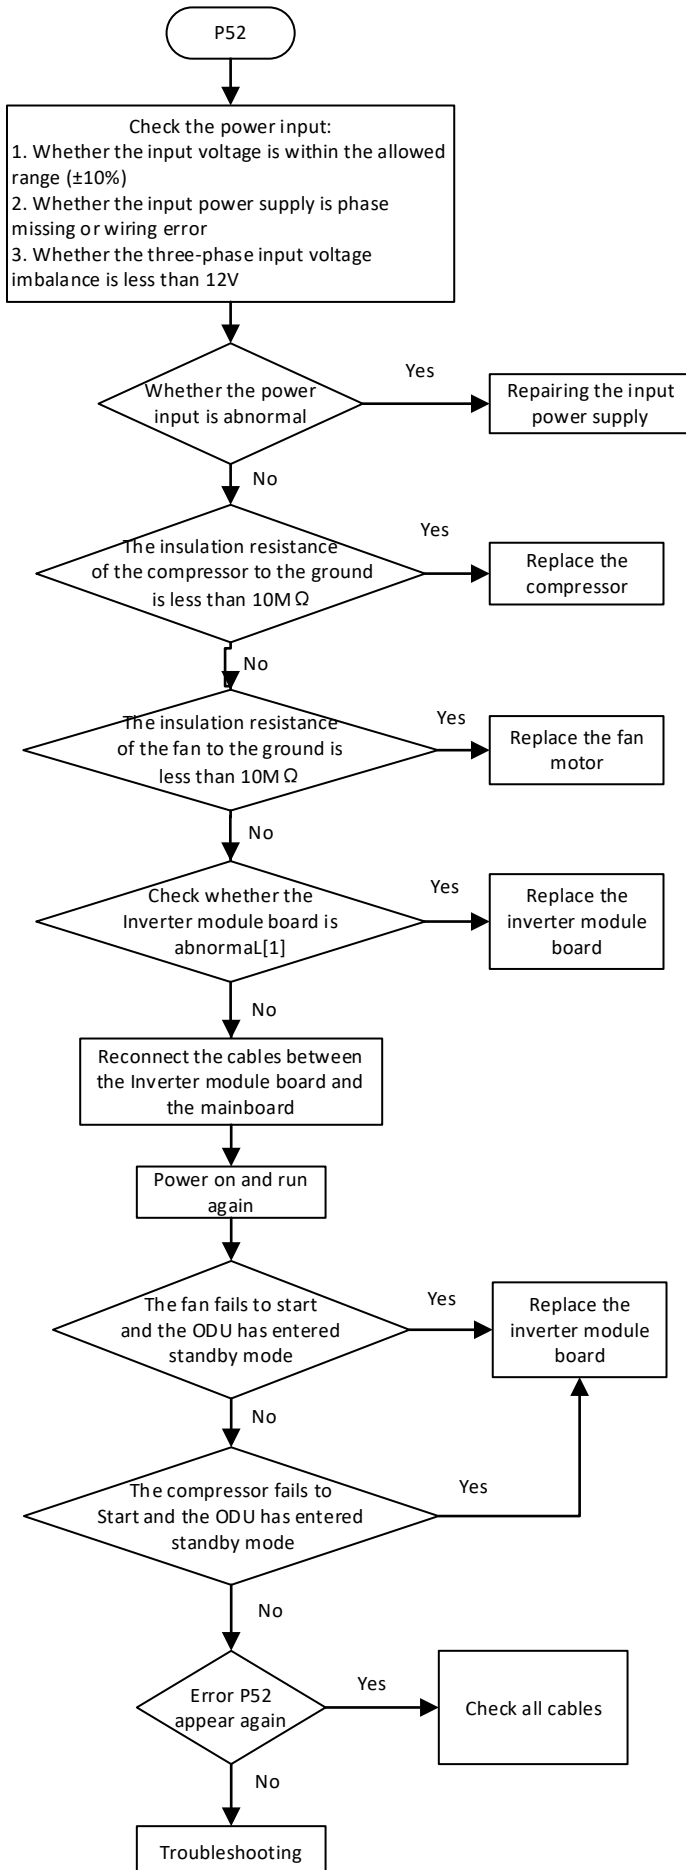 P52
Check the power input:
1. Whether the input voltage is within the allowed
range (±10%)
2. Whether the input power supply is phase
missing or wiring error
3. Whether the three-phase input voltage
imbalance is less than 12V
Whether the power
input is abnormal
Yes
Repairing the input
power supply
No
The insulation resistance
of the compressor to the ground
is less than 10MΩ
Yes
Replace the
compressor
No
The insulation resistance
of the fan to the ground is
less than 10MΩ
Yes
Replace the fan
motor
No
Check whether the
Inverter module board is
abnormaL[1]
Yes
Replace the
inverter module
board
No
Reconnect the cables between
the Inverter module board and
the mainboard
Power on and run
again
The fan fails to start
and the ODU has entered
standby mode
Yes
Replace the
inverter module
board
No
The compressor fails to
Start and the ODU has entered
standby mode
Yes
No
Error P52
appear again
Yes
Check all cables
No
Troubleshooting